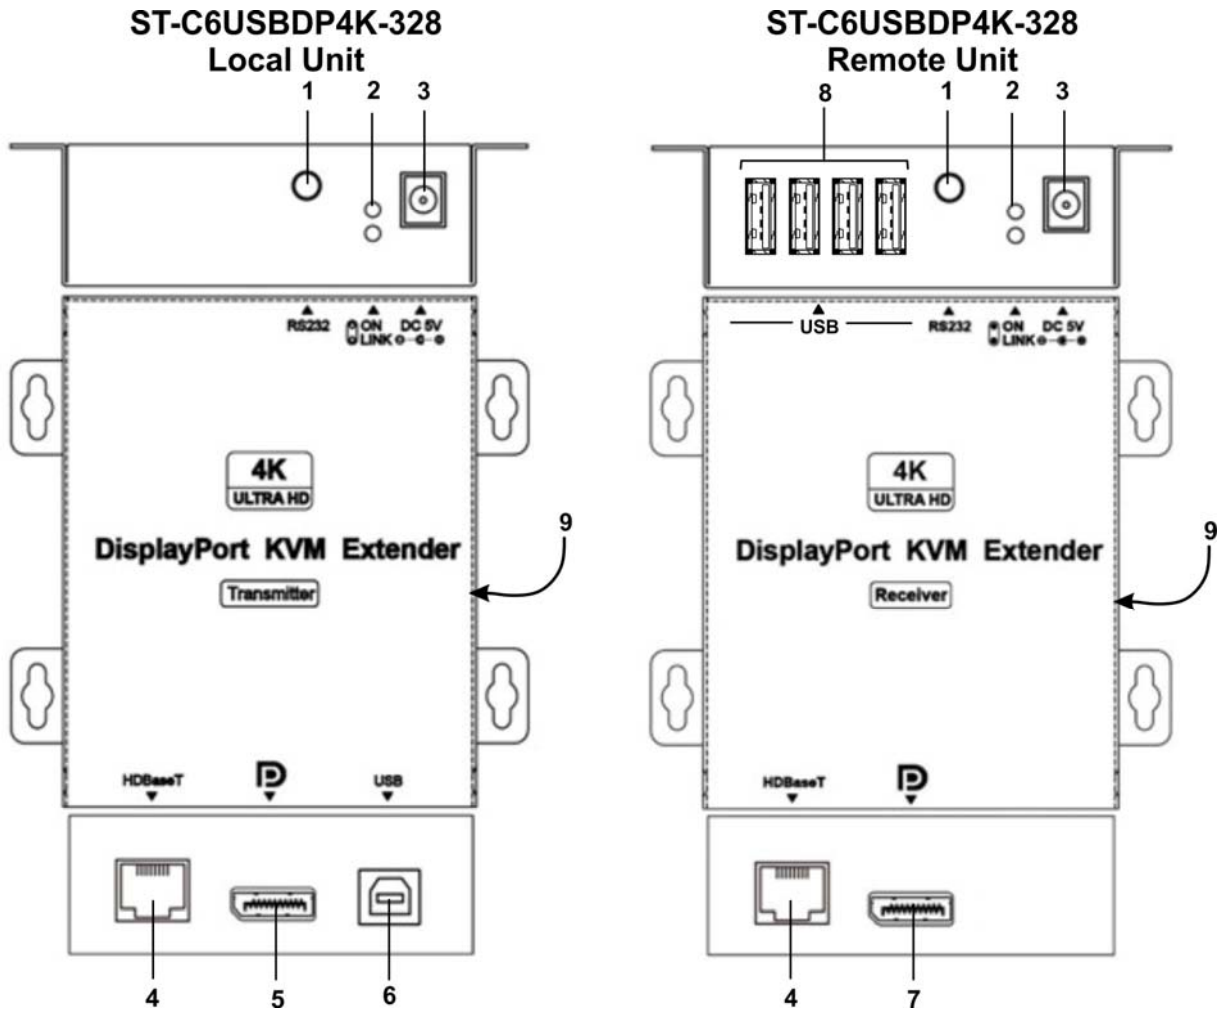 ST-C6USBDP4K-328
Local Unit
1 2 3
RS232 ON DC 5V
LINK
4K
ULTRA HD
DisplayPort KVM Extender
Transmitter
9
HDBaseT USB
4 5 6
ST-C6USBDP4K-328
Remote Unit
8 1 2 3
USB RS232 ON DC 5V
LINK
4K
ULTRA HD
DisplayPort KVM Extender
Receiver
9
HDBaseT
4 7